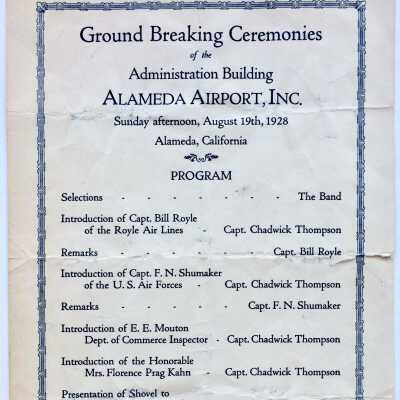 Ground Breaking Ceremonies
of the
Administration Building
ALAMEDA AIRPORT, INC.
Sunday afternoon, August 19th, 1928
Alameda, California
PROGRAM
Selections - - - - - - - The Band
Introduction of Capt. Bill Royle
of the Royle Air Lines - Capt. Chadwick Thompson
Remarks - - - - - - Capt. Bill Royle
Introduction of Capt. F. N. Shumaker
of the U. S. Air Forces - Capt. Chadwick Thompson
Remarks - - - - - Capt. F. N. Shumaker
Introduction of E. E. Mouton
Dept. of Commerce Inspector - Capt. Chadwick Thompson
Introduction of the Honorable
Mrs. Florence Prag Kahn - Capt. Chadwick Thompson
Presentation of Shovel to